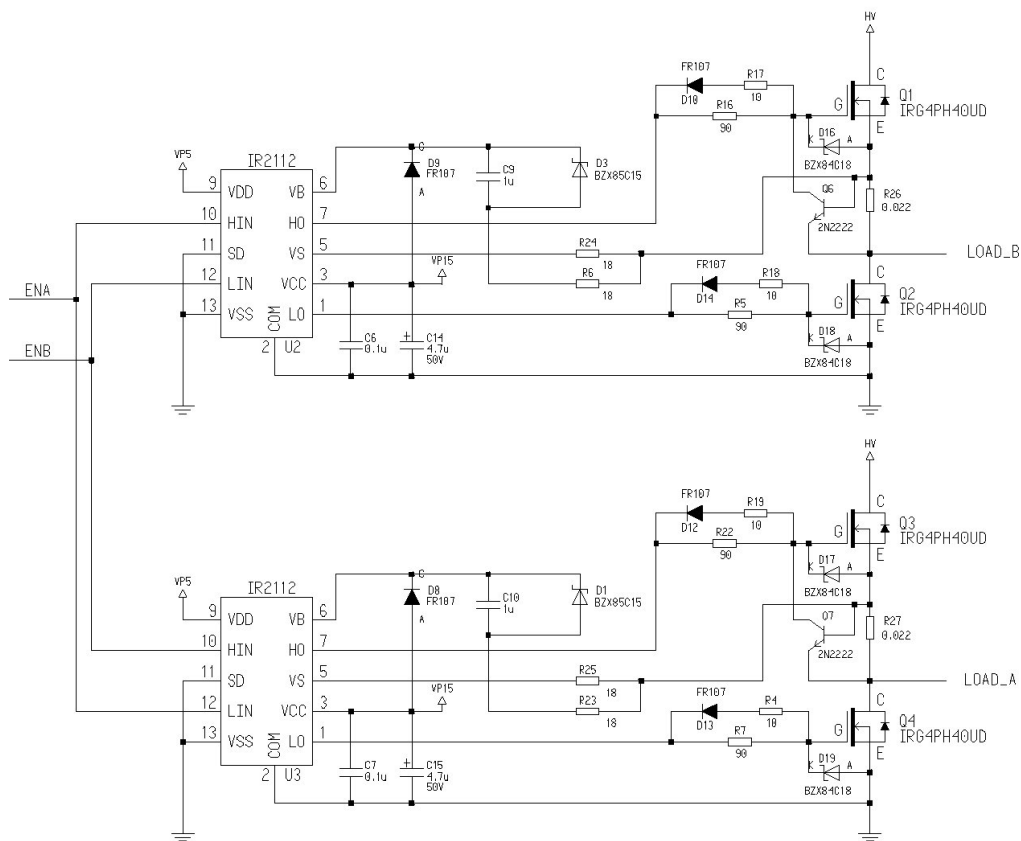 HV
FR107
R17
D10
10
R16
90
C
G
E
Q1
IRG4PH40UD
K
D16
A
BZX84C18
IR2112
VP5
9
VDD
VB
6
10
HIN
HO
7
11
SD
VS
5
12
LIN
VCC
3
13
VSS
LO
1
COM
2
U2
C
D9
FR107
A
C9
1u
D3
BZX85C15
Q6
2N2222
R26
0.022
LOAD_B
R24
18
R6
18
VP15
FR107
R18
D14
10
R5
90
C
G
E
Q2
IRG4PH40UD
K
D18
A
BZX84C18
C6
0.1u
+
C14
4.7u
50V
ENA
ENB
HV
FR107
R19
D12
10
R22
90
C
G
E
Q3
IRG4PH40UD
K
D17
A
BZX84C18
IR2112
VP5
9
VDD
VB
6
10
HIN
HO
7
11
SD
VS
5
12
LIN
VCC
3
13
VSS
LO
1
COM
2
U3
C
D8
FR107
A
C10
1u
D1
BZX85C15
Q7
2N2222
R27
0.022
LOAD_A
R25
18
R23
18
VP15
FR107
R4
D13
10
R7
90
C
G
E
Q4
IRG4PH40UD
K
D19
A
BZX84C18
C7
0.1u
+
C15
4.7u
50V